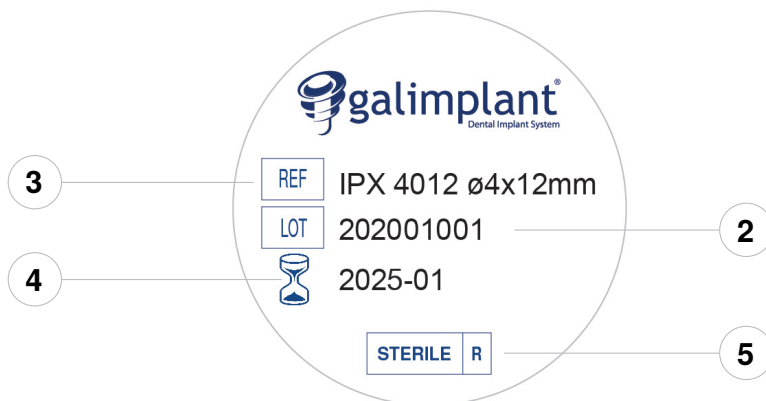 galimplant®
Dental Implant System
3 REF IPX 4012 ø4x12mm
LOT 202001001 2
4 2025-01
STERILE R 5